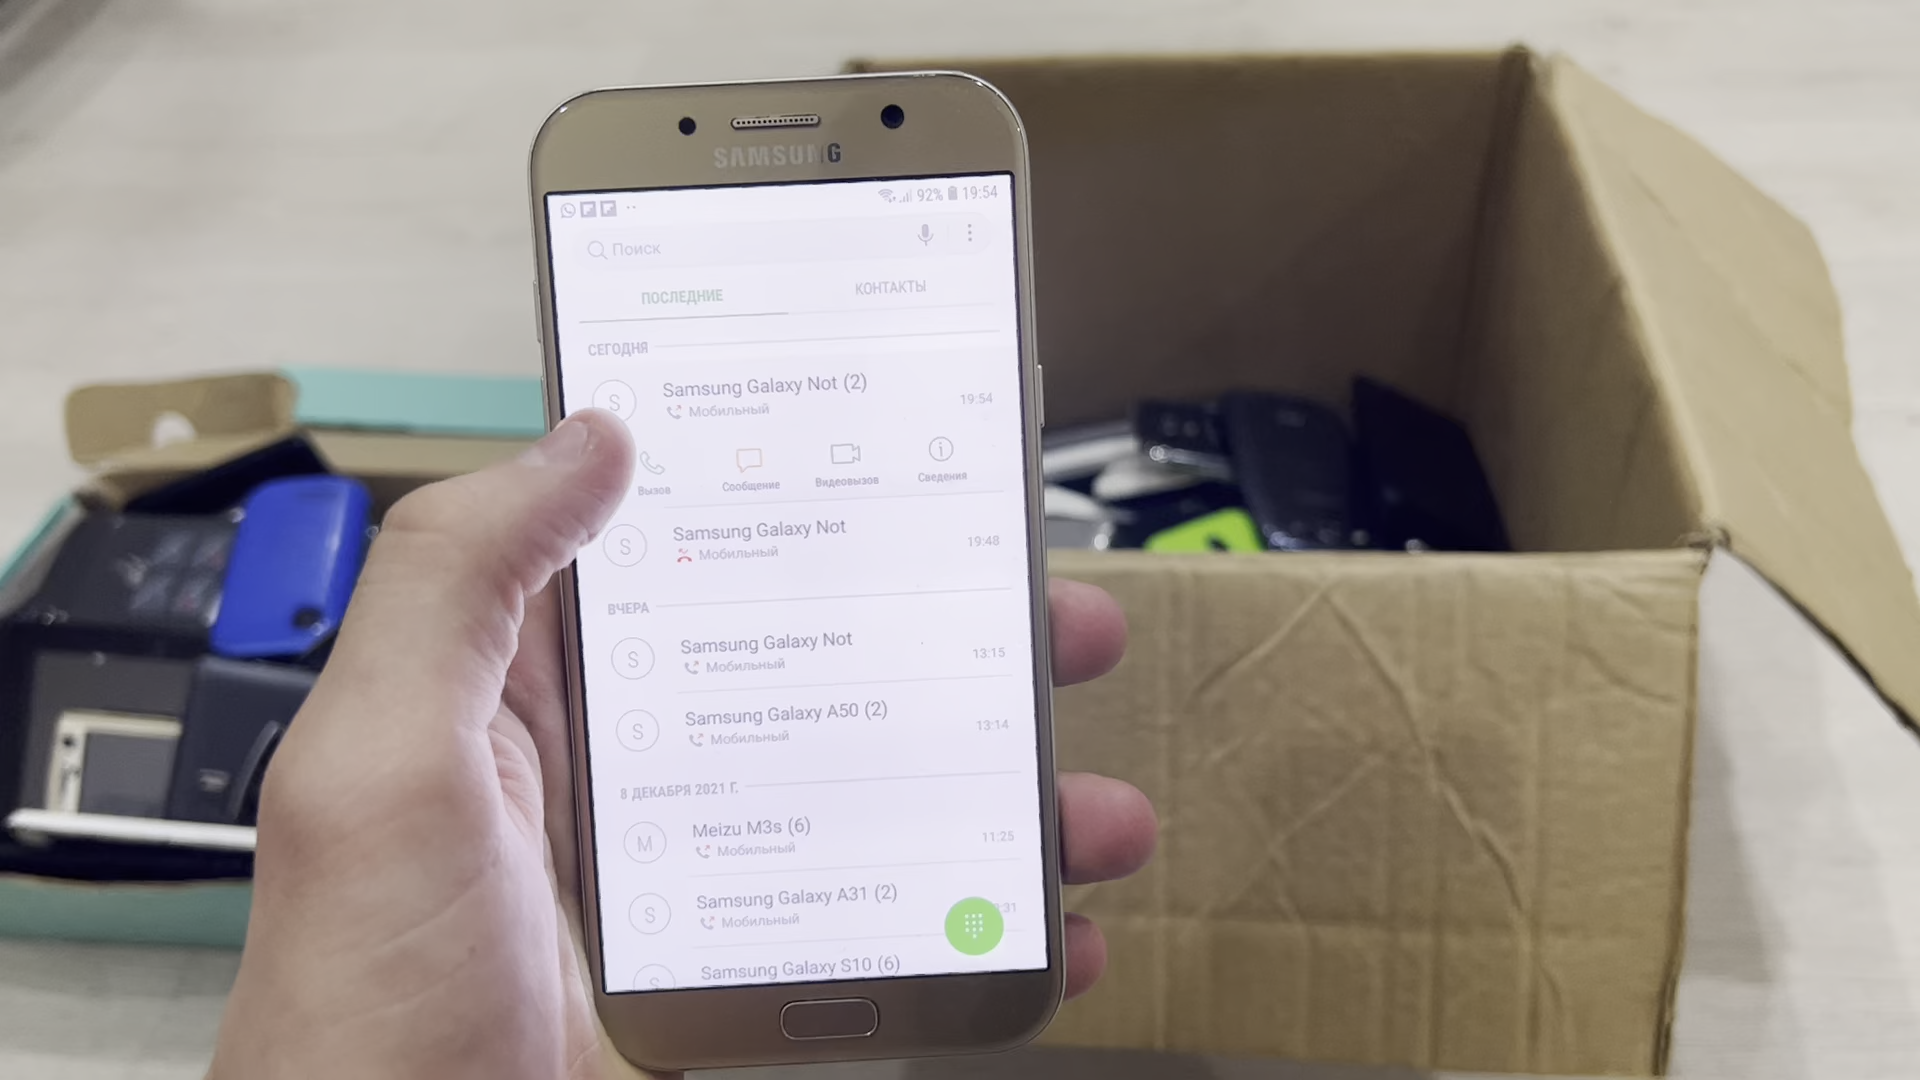 SAMSUNG
92% 19:54
Поиск
ПОСЛЕДНИЕ
КОНТАКТЫ
СЕГОДНЯ
S
Samsung Galaxy Not (2)
Мобильный
19:54
Вызов
Сообщение
Видеовызов
Сведения
S
Samsung Galaxy Not
Мобильный
19:48
ВЧЕРА
S
Samsung Galaxy Not
Мобильный
13:15
S
Samsung Galaxy A50 (2)
Мобильный
13:14
8 ДЕКАБРЯ 2021 Г.
M
Meizu M3s (6)
Мобильный
11:25
S
Samsung Galaxy A31 (2)
Мобильный
S
Samsung Galaxy S10 (6)